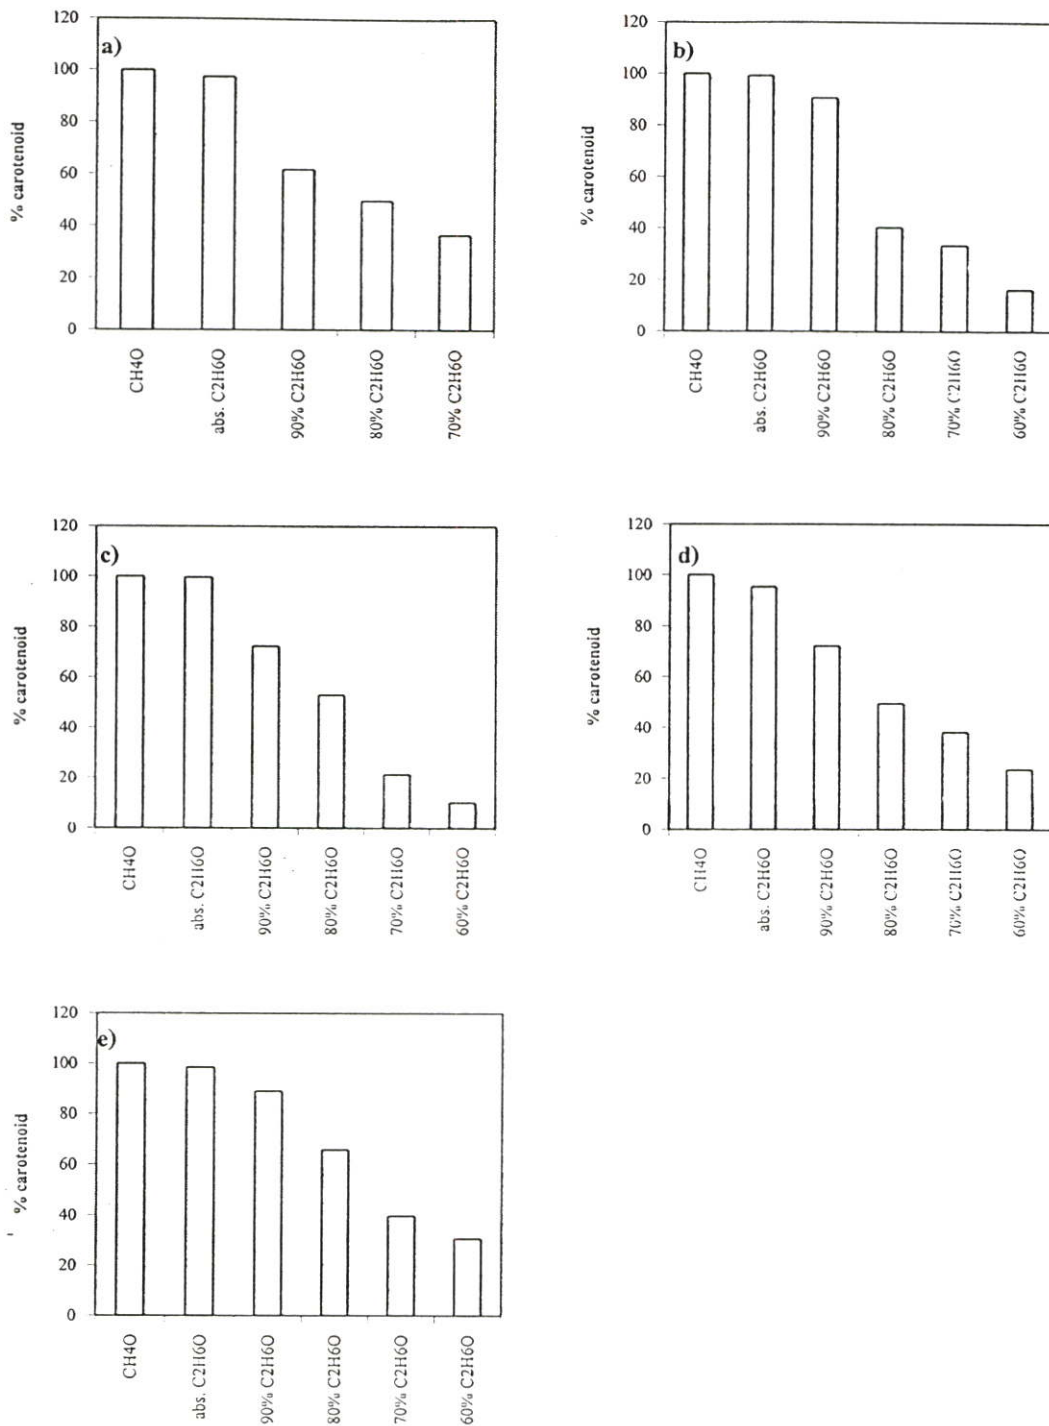 120
a)
100
80
60
40
20
0
% carotenoid
CH4O
abs. C2H6O
90% C2H6O
80% C2H6O
70% C2H6O
120
b)
100
80
60
40
20
0
% carotenoid
CH4O
abs. C2H6O
90% C2H6O
80% C2H6O
70% C2H6O
60% C2H6O
120
c)
100
80
60
40
20
0
% carotenoid
CH4O
abs. C2H6O
90% C2H6O
80% C2H6O
70% C2H6O
60% C2H6O
120
d)
100
80
60
40
20
0
% carotenoid
CH4O
abs. C2H6O
90% C2H6O
80% C2H6O
70% C2H6O
60% C2H6O
120
e)
100
80
60
40
20
0
% carotenoid
CH4O
abs. C2H6O
90% C2H6O
80% C2H6O
70% C2H6O
60% C2H6O